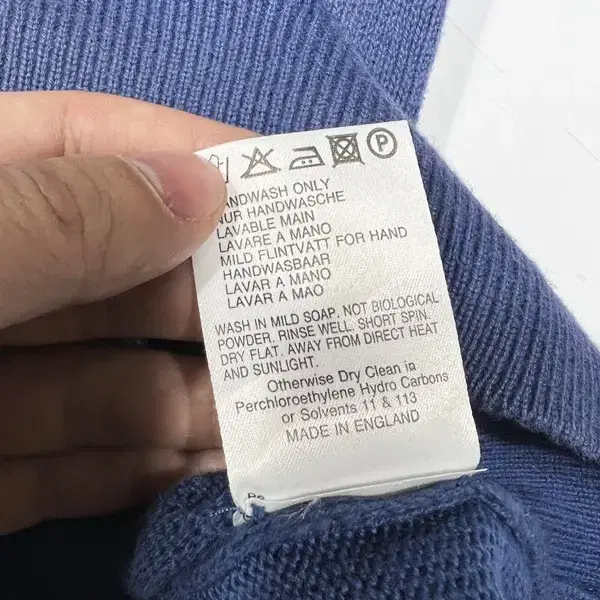 P
ANDWASH ONLY
NUR HANDWASCHE
LAVABLE MAIN
LAVARE A MANO
MILD FLINTVATT FOR HAND
HANDWASBAAR
LAVAR A MANO
LAVAR A MAO
WASH IN MILD SOAP. NOT BIOLOGICAL
POWDER. RINSE WELL. SHORT SPIN.
DRY FLAT. AWAY FROM DIRECT HEAT
AND SUNLIGHT.
Otherwise Dry Clean in
Perchloroethylene Hydro Carbons
or Solvents 11 & 113
MADE IN ENGLAND